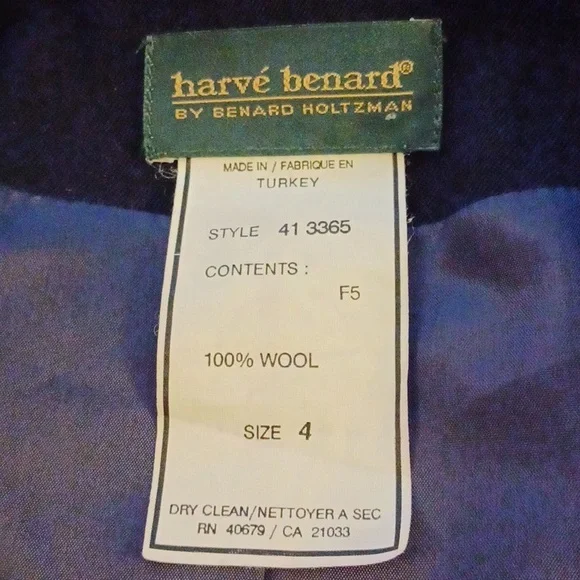 harvé benard®
BY BENARD HOLTZMAN
MADE IN / FABRIQUE EN
TURKEY
STYLE 41 3365
CONTENTS :
F5
100% WOOL
SIZE 4
DRY CLEAN/NETTOYER A SEC
RN 40679 / CA 21033